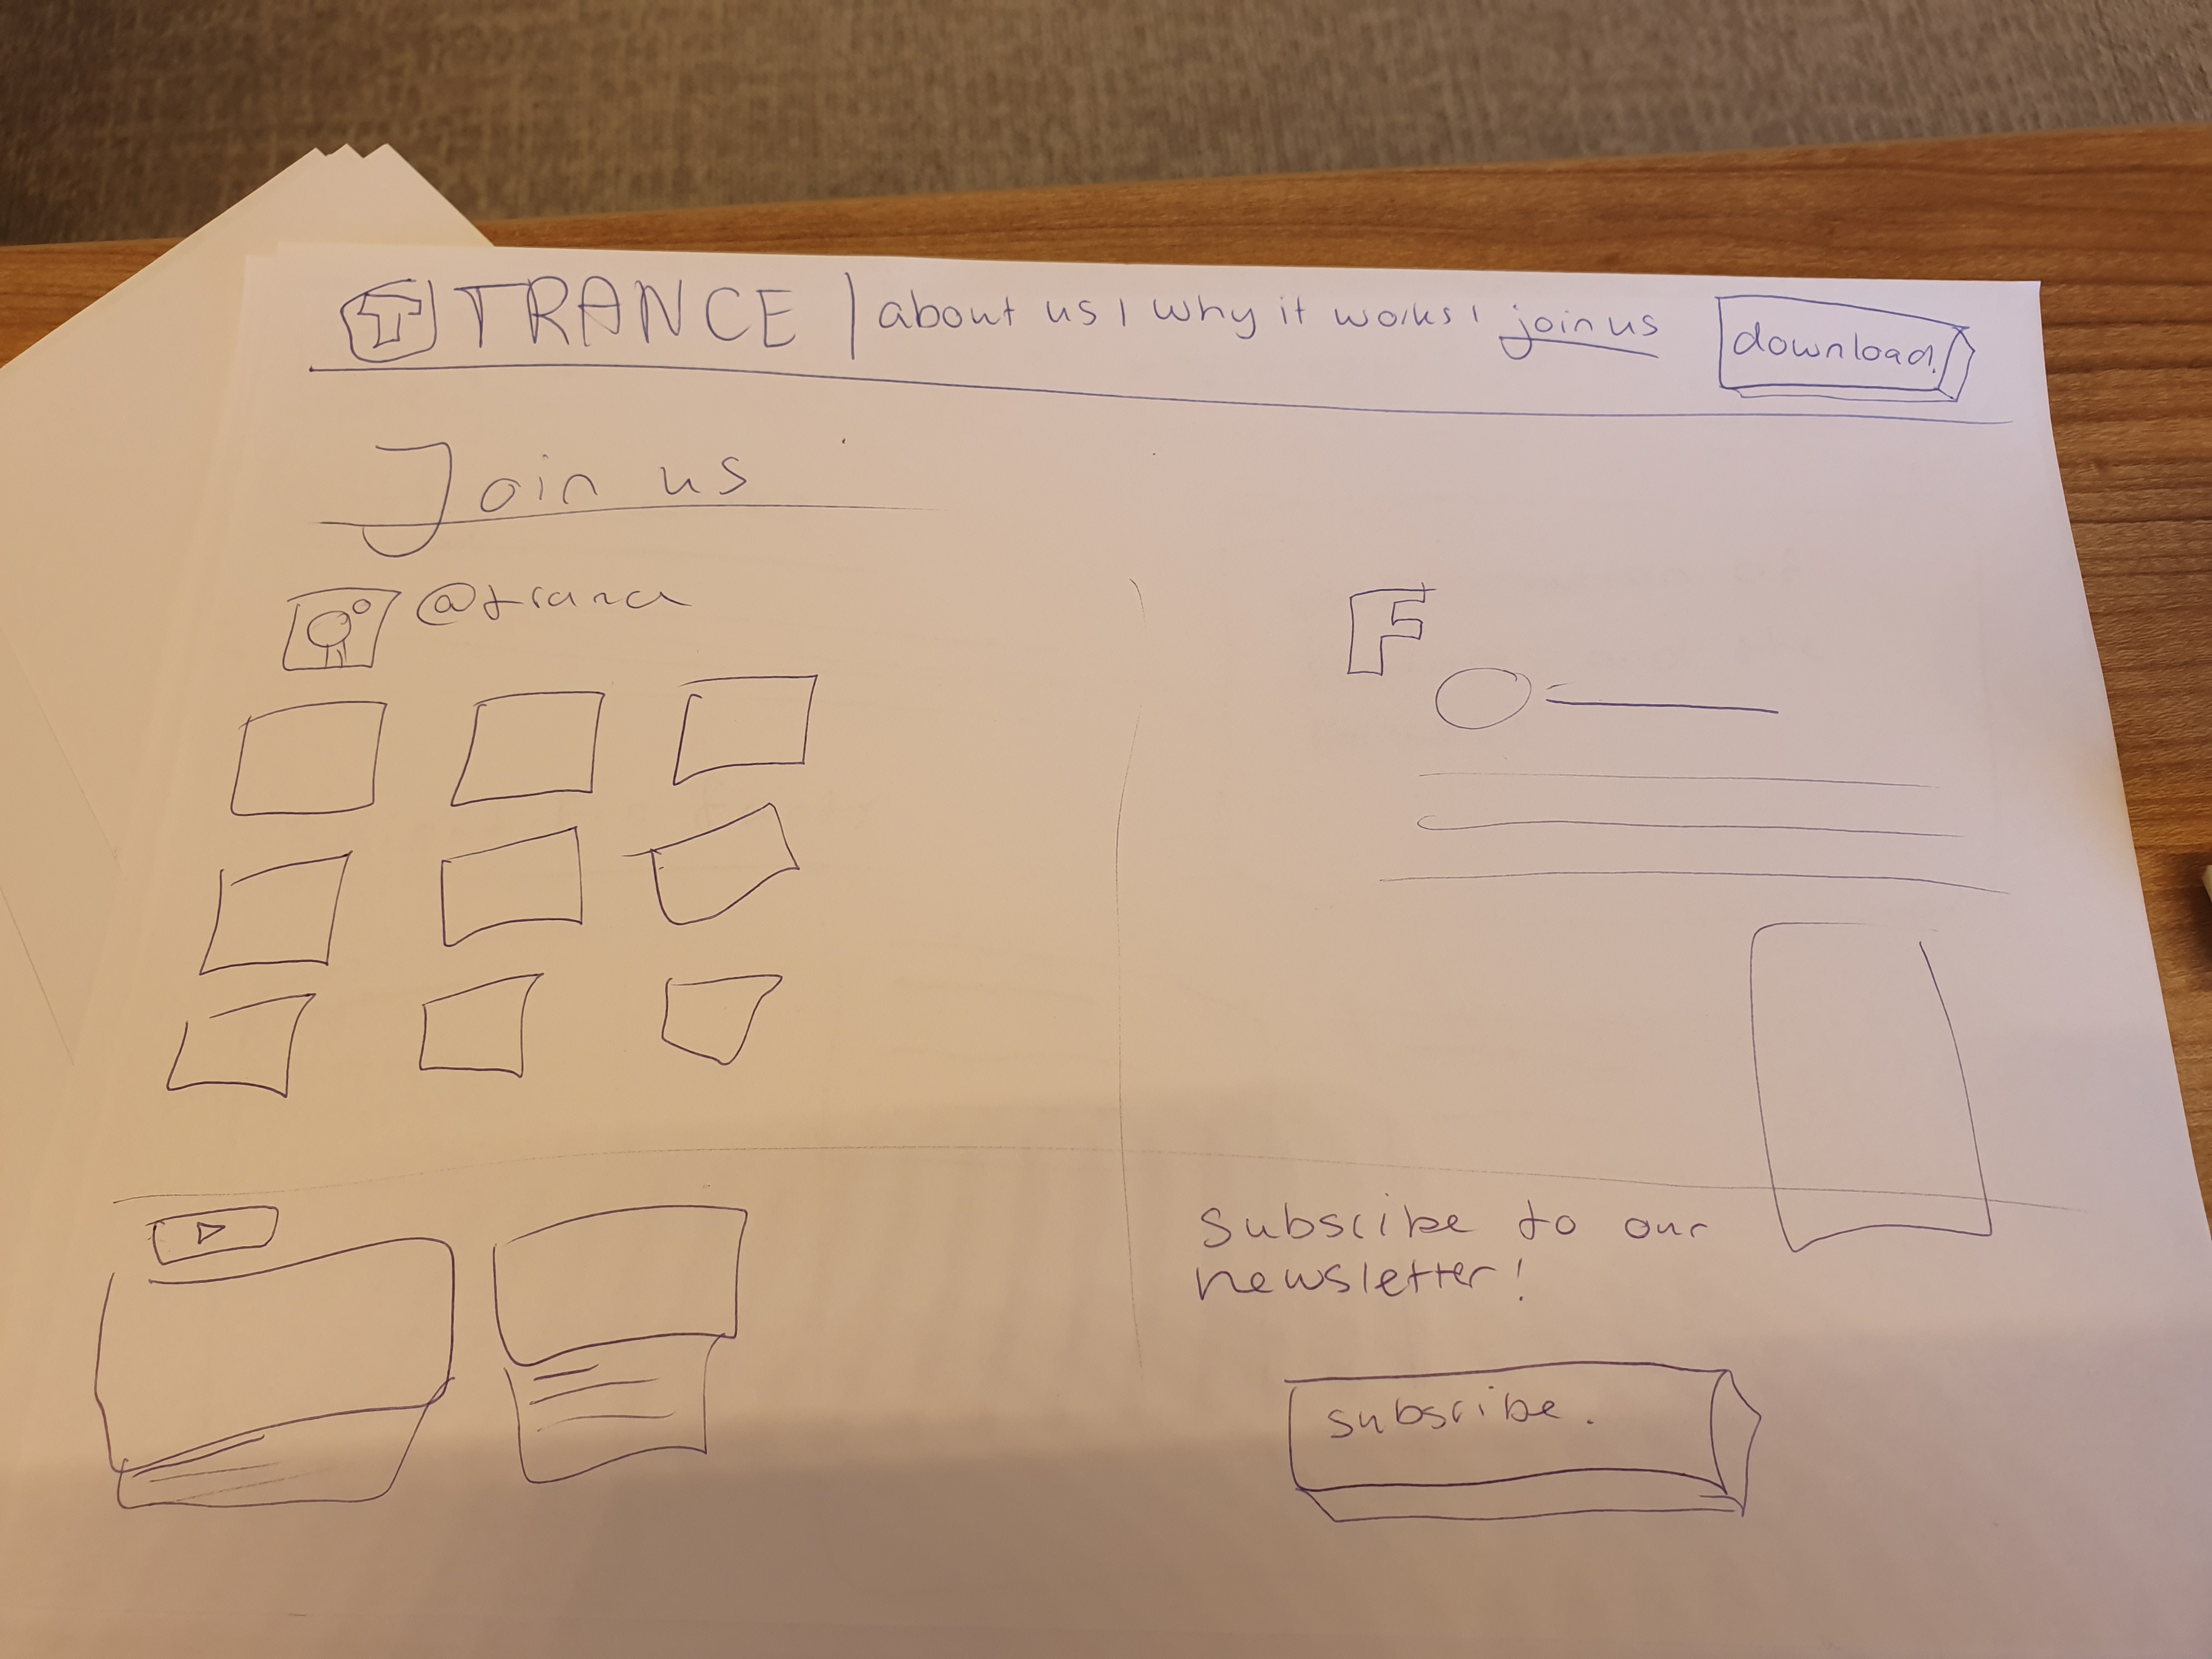 T TRANCE | about us | why it works | join us
download!
Join us
@trance
F
Subscribe to our
newsletter!
subscribe.